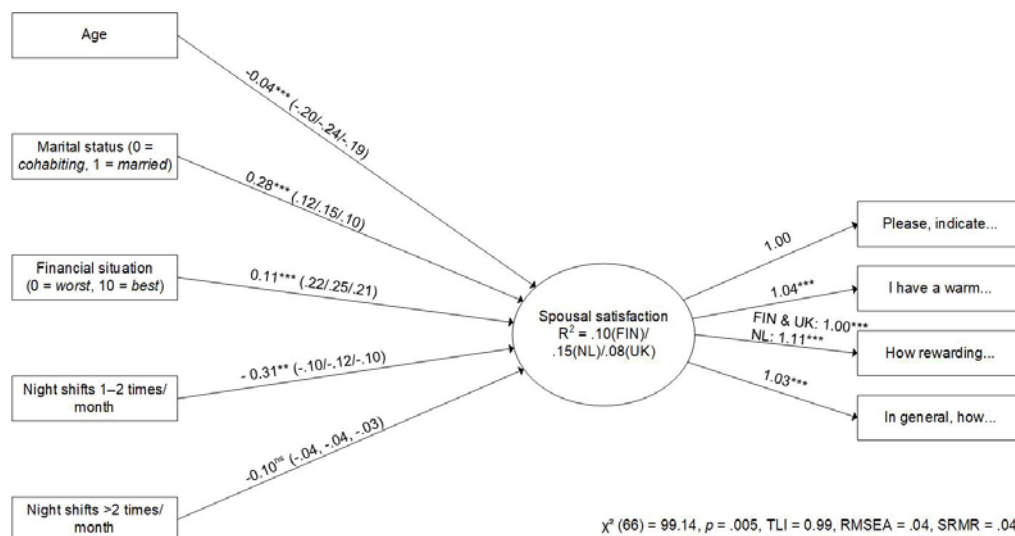 Age
-0.04*** (-.20/-.24/-.19)
Marital status (0 =
cohabiting, 1 = married)
0.28*** (.12/.15/.10)
Financial situation
(0 = worst, 10 = best)
0.11*** (.22/.25/.21)
Night shifts 1–2 times/
month
- 0.31** (-.10/-.12/-.10)
Night shifts >2 times/
month
-0.10ns (-.04, -.04, -.03)
Spousal satisfaction
R² = .10(FIN)/
.15(NL)/.08(UK)
1.00
Please, indicate...
1.04***
I have a warm...
FIN & UK: 1.00***
NL: 1.11***
How rewarding...
1.03***
In general, how...
χ² (66) = 99.14, p = .005, TLI = 0.99, RMSEA = .04, SRMR = .04